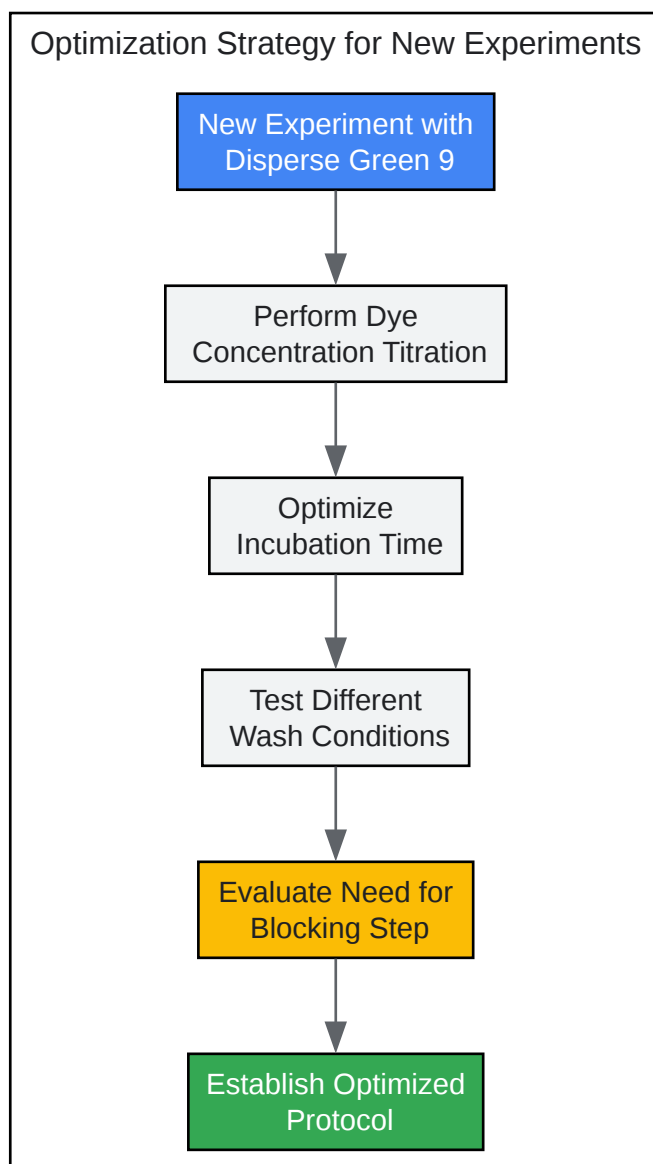 Optimization Strategy for New Experiments
New Experiment with
Disperse Green 9
Perform Dye
Concentration Titration
Optimize
Incubation Time
Test Different
Wash Conditions
Evaluate Need for
Blocking Step
Establish Optimized
Protocol